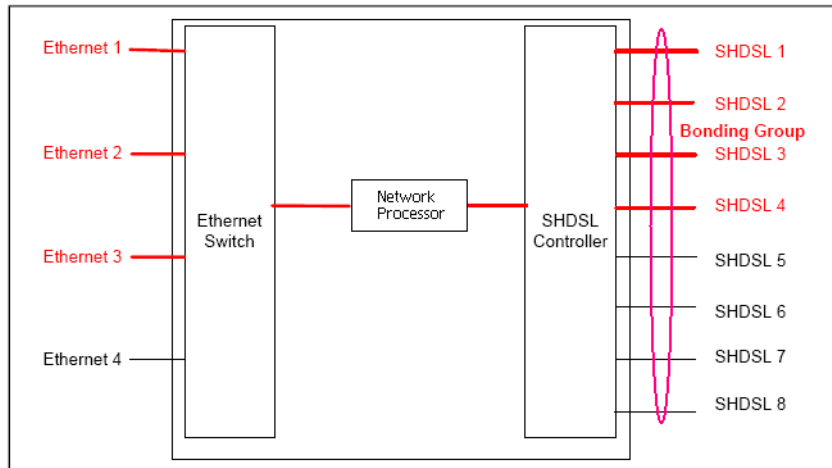 Ethernet 1
Ethernet 2
Ethernet 3
Ethernet 4
Ethernet
Switch
Network
Processor
SHDSL
Controller
SHDSL 1
SHDSL 2
Bonding Group
SHDSL 3
SHDSL 4
SHDSL 5
SHDSL 6
SHDSL 7
SHDSL 8